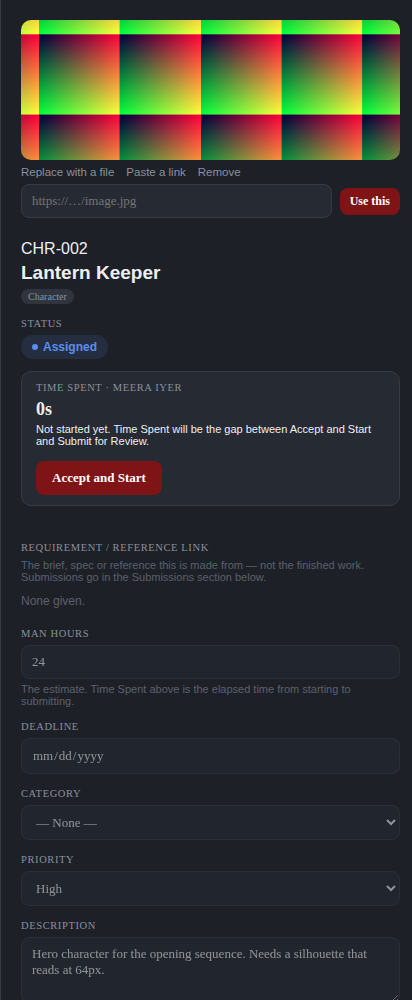 Replace with a file Paste a link Remove
https://…/image.jpg Use this
CHR-002
Lantern Keeper
Character
STATUS
Assigned
TIME SPENT · MEERA IYER
0s
Not started yet. Time Spent will be the gap between Accept and Start
and Submit for Review.
Accept and Start
REQUIREMENT / REFERENCE LINK
The brief, spec or reference this is made from — not the finished work.
Submissions go in the Submissions section below.
None given.
MAN HOURS
24
The estimate. Time Spent above is the elapsed time from starting to
submitting.
DEADLINE
mm/dd/yyyy
CATEGORY
— None —
PRIORITY
High
DESCRIPTION
Hero character for the opening sequence. Needs a silhouette that
reads at 64px.